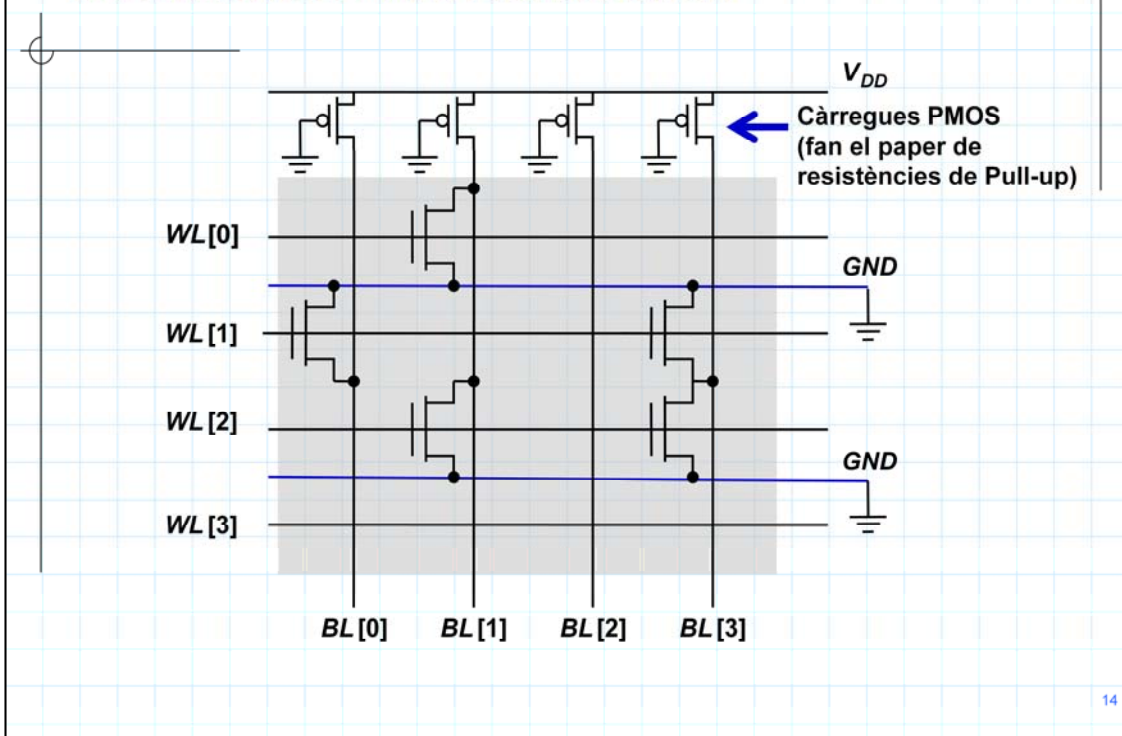 V_DD
Càrregues PMOS
(fan el paper de
resistències de Pull-up)
WL[0]
GND
WL[1]
WL[2]
GND
WL[3]
BL[0] BL[1] BL[2] BL[3]
14